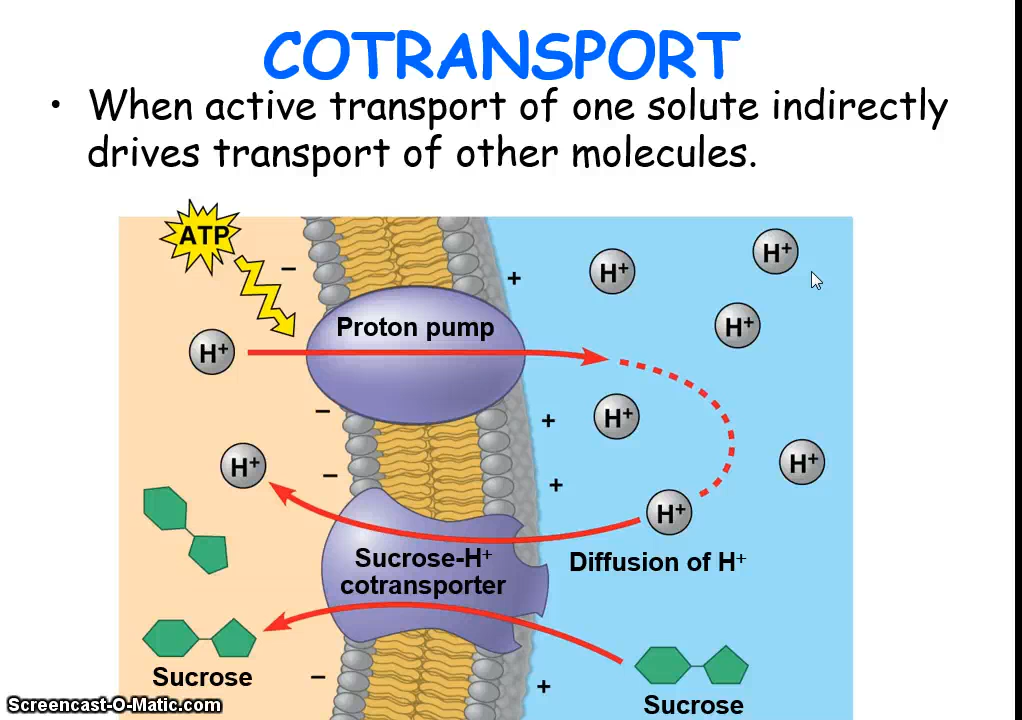 COTRANSPORT
• When active transport of one solute indirectly
drives transport of other molecules.
ATP
−
+
H+
H+
H+
Proton pump
H+
−
+
H+
H+
H+
−
+
H+
Sucrose-H+
cotransporter
Diffusion of H+
Sucrose
−
+
Sucrose
Screencast-O-Matic.com